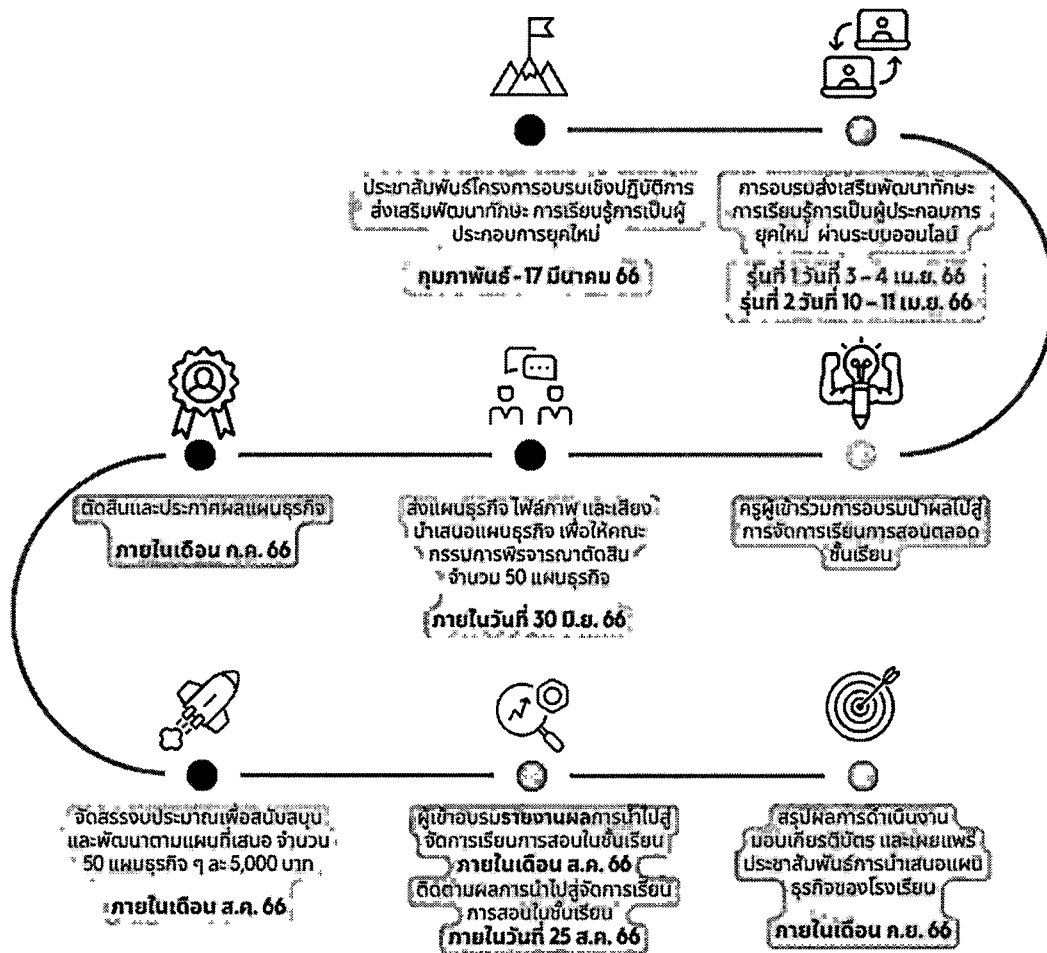 ประชาสัมพันธ์โครงการอบรมเชิงปฏิบัติการ
ส่งเสริมพัฒนาทักษะ การเรียนรู้การเป็นผู้
ประกอบการยุคใหม่
กุมภาพันธ์ - 17 มีนาคม 66
การอบรมส่งเสริมพัฒนาทักษะ
การเรียนรู้การเป็นผู้ประกอบการ
ยุคใหม่ ผ่านระบบออนไลน์
รุ่นที่ 1 วันที่ 3 - 4 เม.ย. 66
รุ่นที่ 2 วันที่ 10 - 11 เม.ย. 66
ครูผู้เข้าร่วมการอบรมนำผลไปสู่
การจัดการเรียนการสอนตลอด
ชั้นเรียน
ส่งแผนธุรกิจ ไฟล์ภาพ และเสียง
นำเสนอแผนธุรกิจ เพื่อให้คณะ
กรรมการพิรจารณาตัดสิน
จำนวน 50 แผนธุรกิจ
ภายในวันที่ 30 มิ.ย. 66
ตัดสินและประกาศผลแผนธุรกิจ
ภายในเดือน ก.ค. 66
จัดสรรงบประมาณเพื่อสนับสนุน
และพัฒนาตามแผนที่เสนอ จำนวน
50 แผนธุรกิจ ๆ ละ 5,000 บาท
ภายในเดือน ส.ค. 66
ผู้เข้าอบรมรายงานผลการนำไปสู่
จัดการเรียนการสอนในชั้นเรียน
ภายในเดือน ส.ค. 66
ติดตามผลการนำไปสู่จัดการเรียน
การสอนในชั้นเรียน
ภายในวันที่ 25 ส.ค. 66
สรุปผลการดำเนินงาน
มอบเกียรติบัตร และเผยแพร่
ประชาสัมพันธ์การนำเสนอแผน
ธุรกิจของโรงเรียน
ภายในเดือน ก.ย. 66